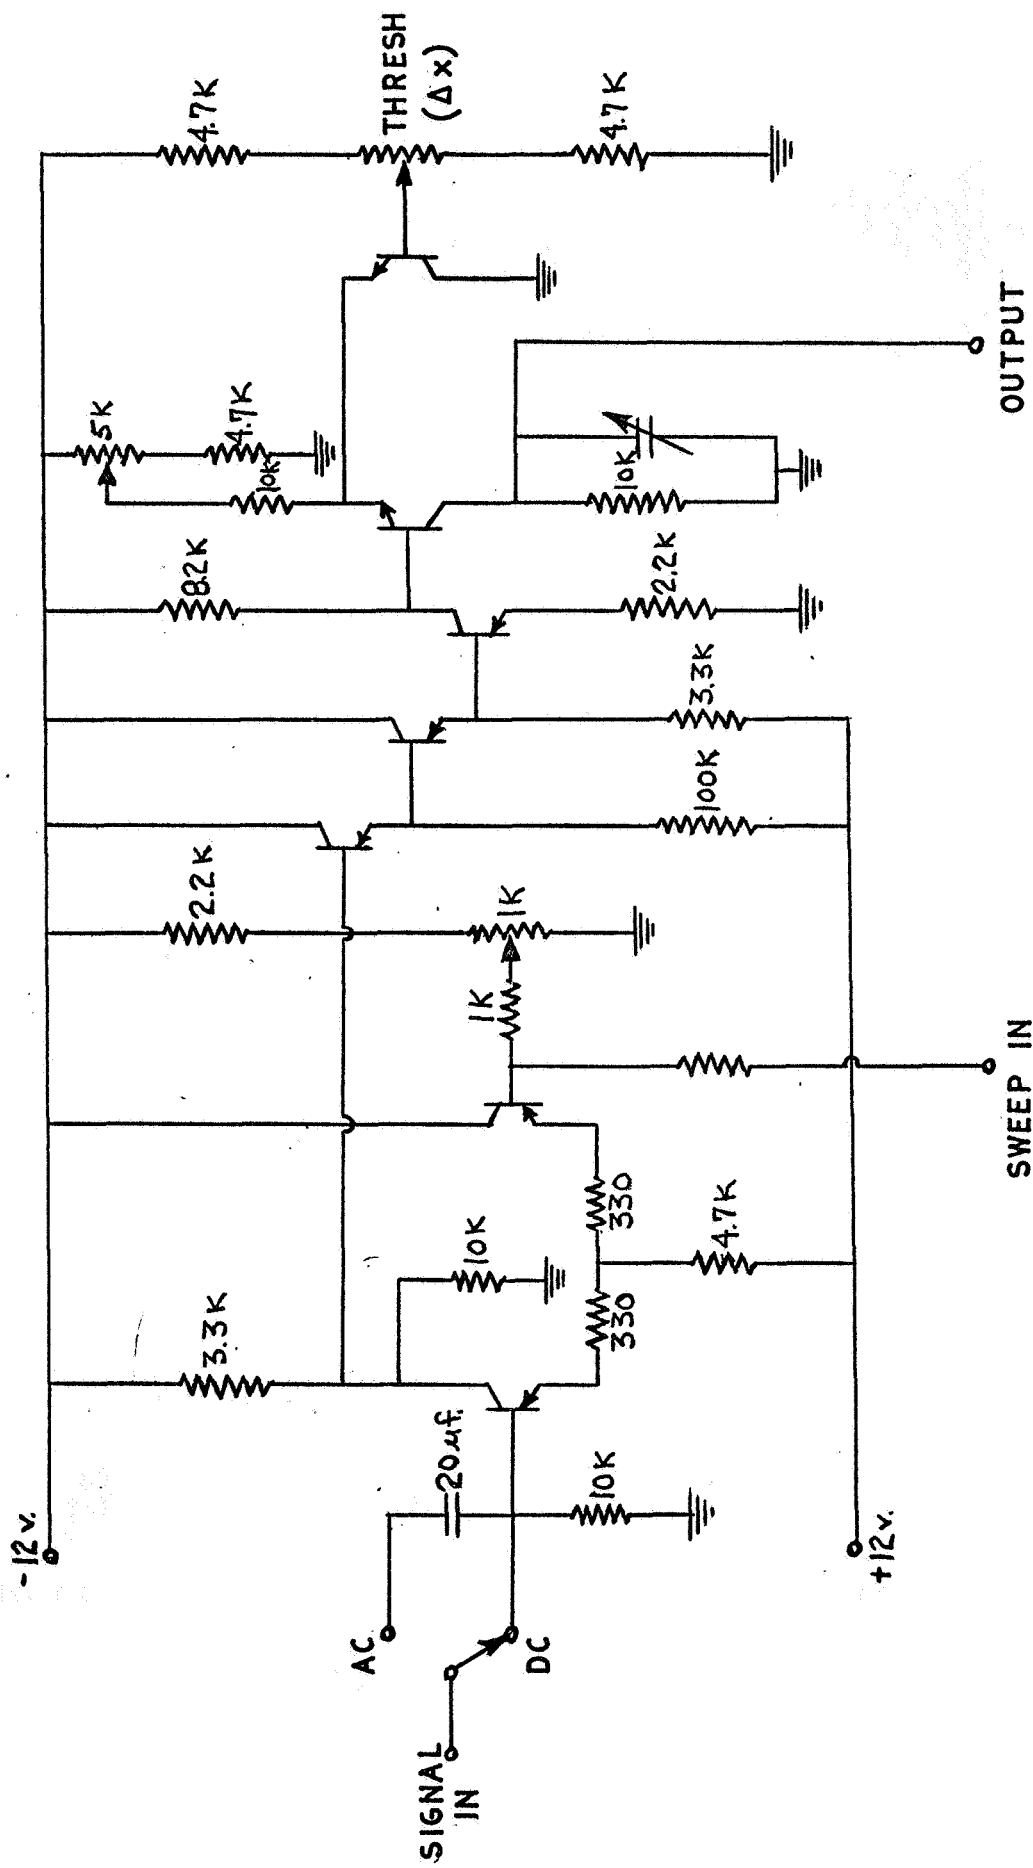 -12v.
3.3K
2.2K
8.2K
5K
4.7K
4.7K
10K
THRESH
(Δx)
AC
20μf.
10K
1K
1K
SIGNAL
IN
DC
10K
330
330
4.7K
100K
3.3K
2.2K
10K
4.7K
+12v.
SWEEP IN
OUTPUT